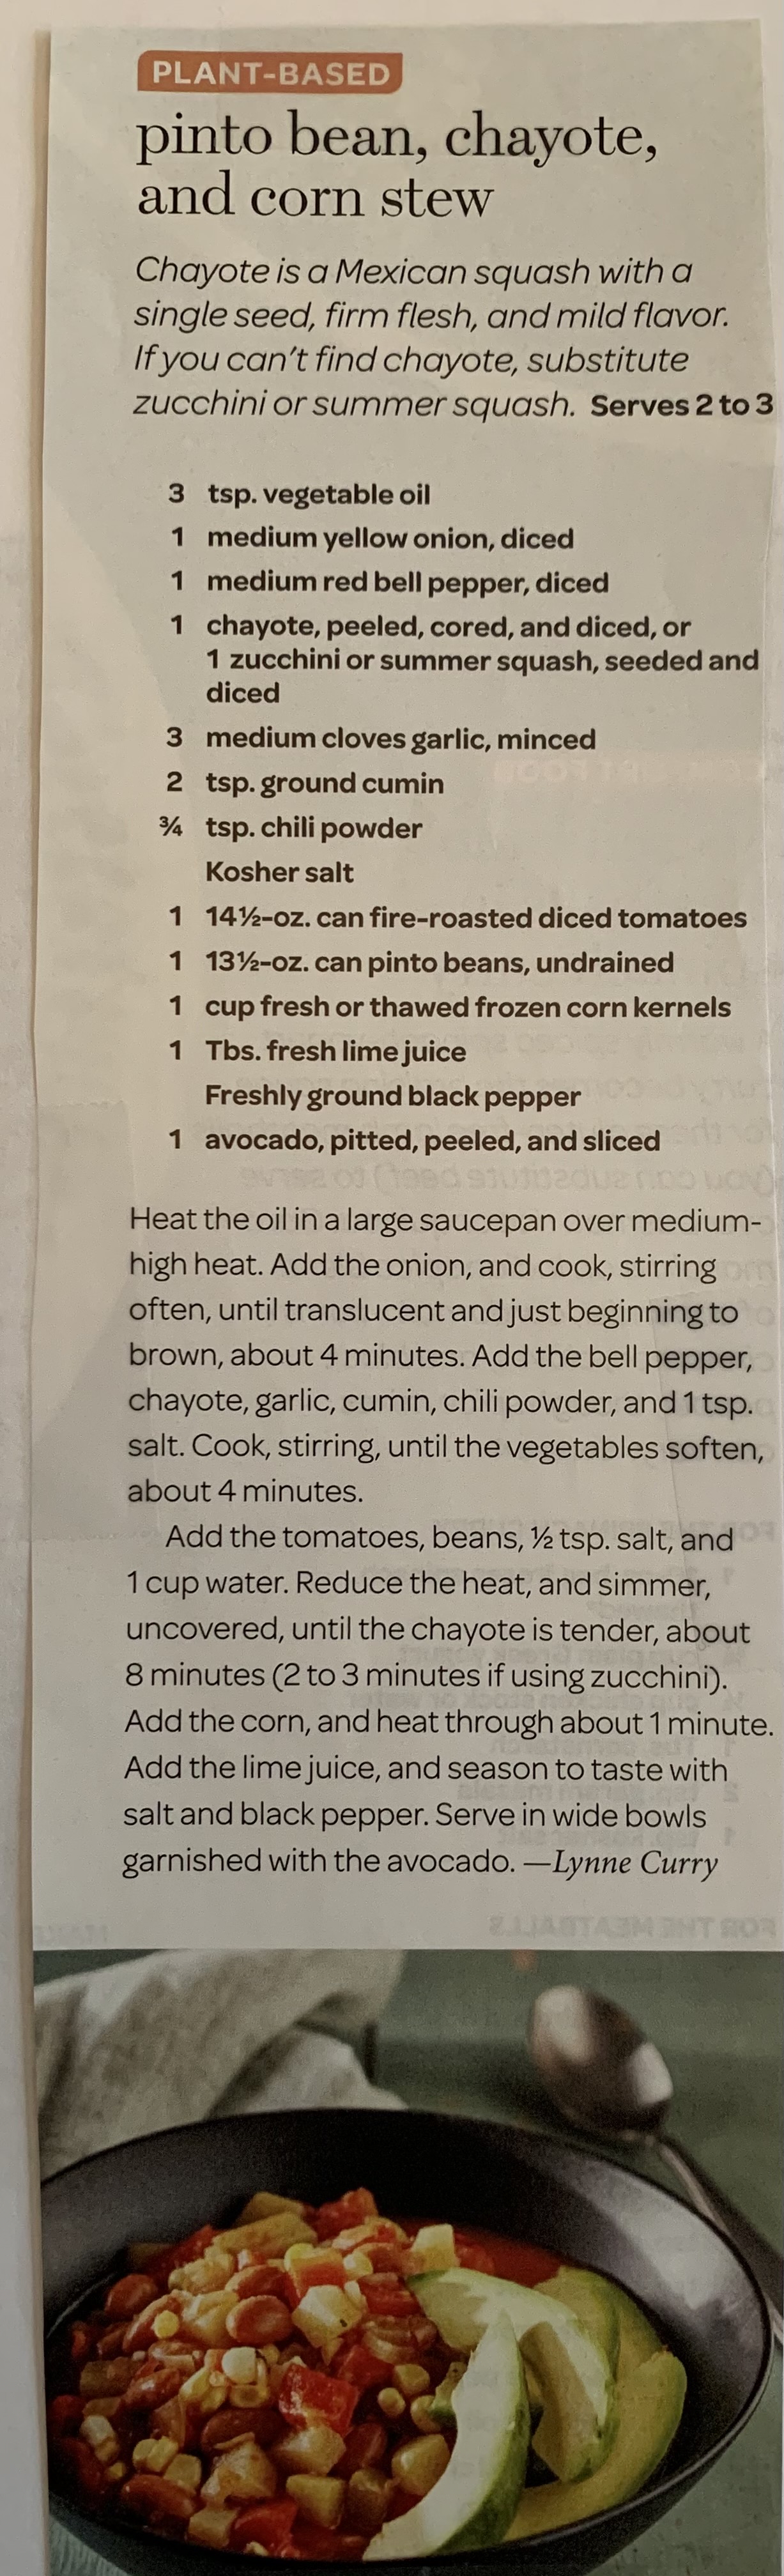 PLANT-BASED
pinto bean, chayote,
and corn stew
Chayote is a Mexican squash with a
single seed, firm flesh, and mild flavor.
If you can't find chayote, substitute
zucchini or summer squash. Serves 2 to 3
3 tsp. vegetable oil
1 medium yellow onion, diced
1 medium red bell pepper, diced
1 chayote, peeled, cored, and diced, or
1 zucchini or summer squash, seeded and
diced
3 medium cloves garlic, minced
2 tsp. ground cumin
¾ tsp. chili powder
Kosher salt
1 14½-oz. can fire-roasted diced tomatoes
1 13½-oz. can pinto beans, undrained
1 cup fresh or thawed frozen corn kernels
1 Tbs. fresh lime juice
Freshly ground black pepper
1 avocado, pitted, peeled, and sliced
Heat the oil in a large saucepan over medium-
high heat. Add the onion, and cook, stirring
often, until translucent and just beginning to
brown, about 4 minutes. Add the bell pepper,
chayote, garlic, cumin, chili powder, and 1 tsp.
salt. Cook, stirring, until the vegetables soften,
about 4 minutes.
Add the tomatoes, beans, ½ tsp. salt, and
1 cup water. Reduce the heat, and simmer,
uncovered, until the chayote is tender, about
8 minutes (2 to 3 minutes if using zucchini).
Add the corn, and heat through about 1 minute.
Add the lime juice, and season to taste with
salt and black pepper. Serve in wide bowls
garnished with the avocado. —Lynne Curry